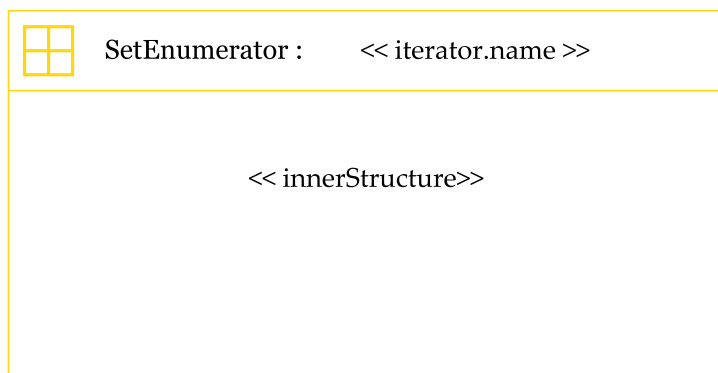 SetEnumerator : << iterator.name >>
<< innerStructure>>